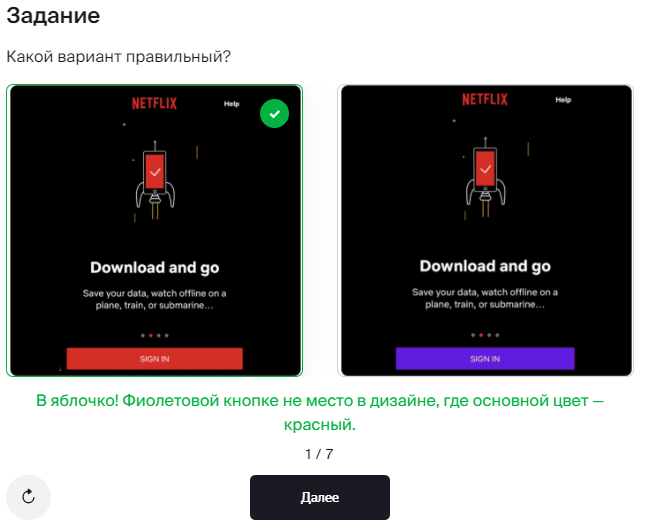 Задание
Какой вариант правильный?
NETFLIX
Help
Download and go
Save your data, watch offline on a
plane, train, or submarine...
SIGN IN
NETFLIX
Help
Download and go
Save your data, watch offline on a
plane, train, or submarine...
SIGN IN
В яблочко! Фиолетовой кнопке не место в дизайне, где основной цвет —
красный.
1 / 7
Далее